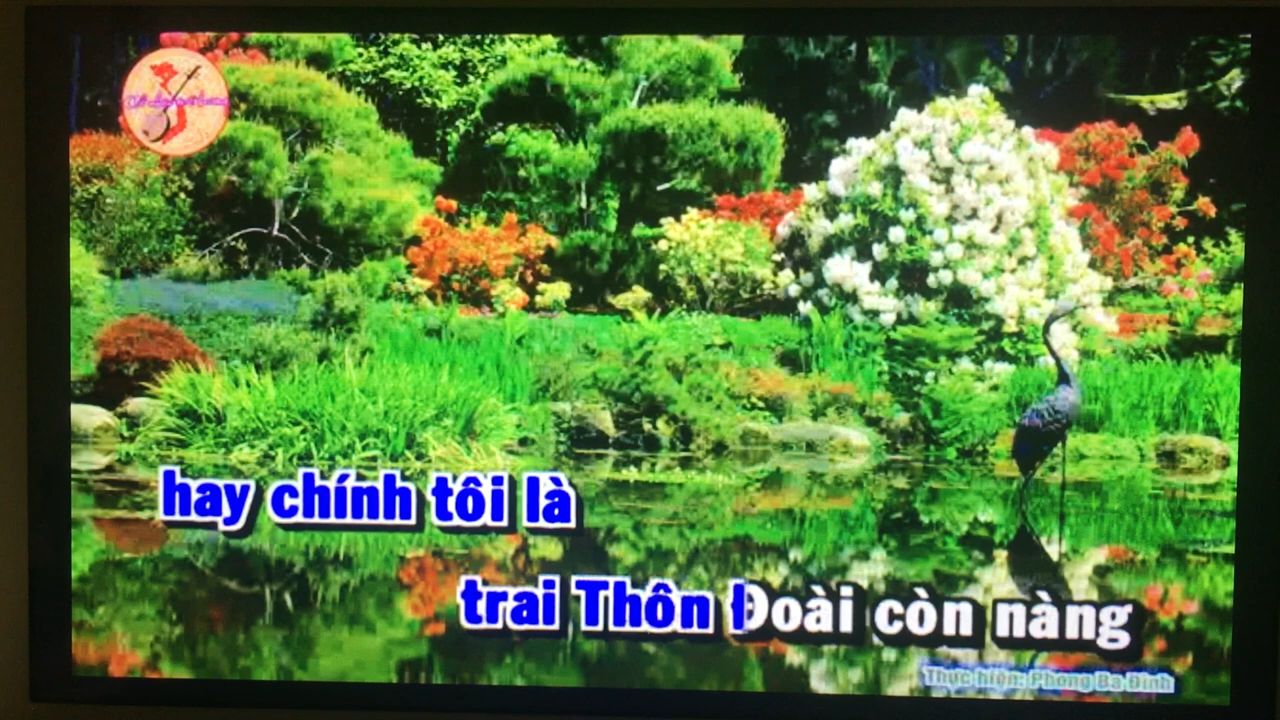 hay chính tôi là
trai Thôn Đoài còn nàng
Thực hiện: Phong Ba Đình